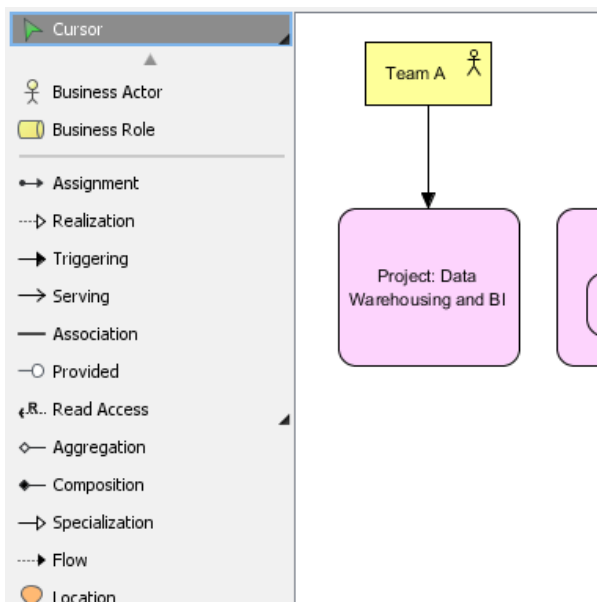 Cursor
Business Actor
Business Role
Assignment
Realization
Triggering
Serving
Association
Provided
R..
Read Access
Aggregation
Composition
Specialization
Flow
Location
Team A
Project: Data
Warehousing and BI